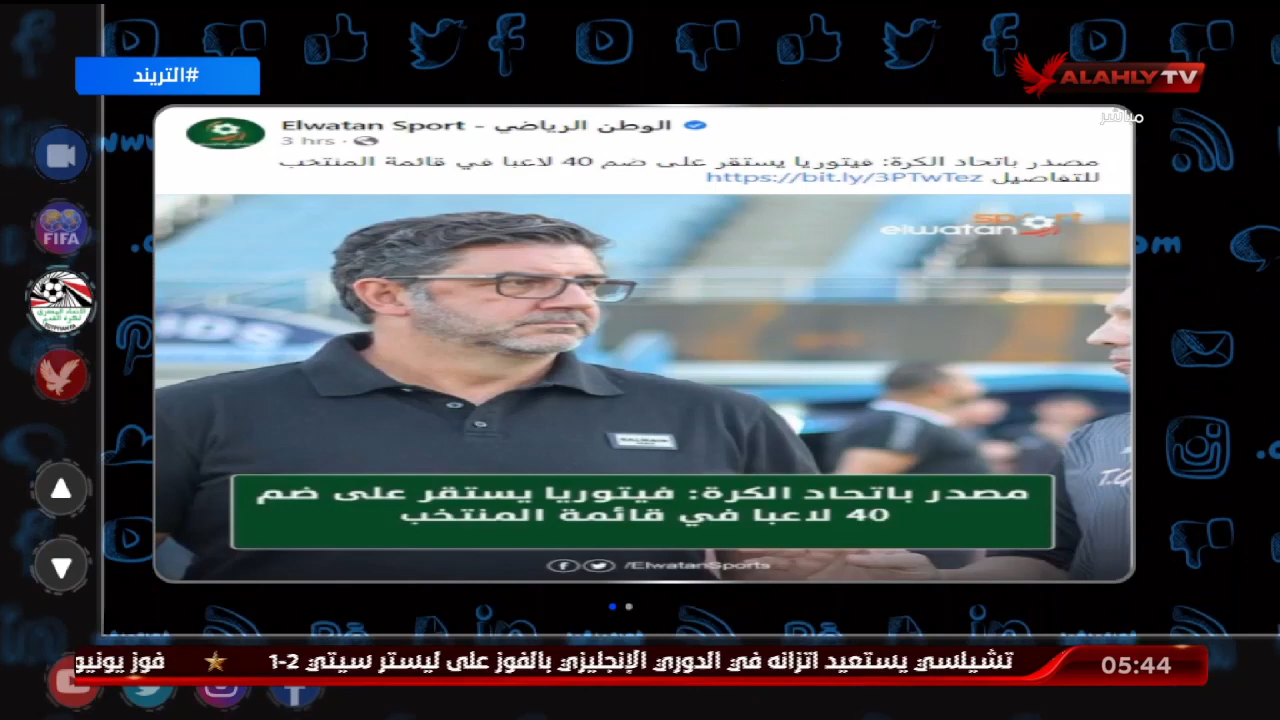 #التريند
ALAHLY TV
مباشر
Elwatan Sport - الوطن الرياضي
3 hrs ·
مصدر باتحاد الكرة: فيتوريا يستقر على ضم 40 لاعبا في قائمة المنتخب
للتفاصيل https://bit.ly/3PTwTez
sport
elwatan
FIFA
T.G
مصدر باتحاد الكرة: فيتوريا يستقر على ضم
40 لاعبا في قائمة المنتخب
/ElwatanSports
تشيلسي يستعيد اتزانه في الدوري الإنجليزي بالفوز على ليستر سيتي 2-1
فوز يونيو
05:44